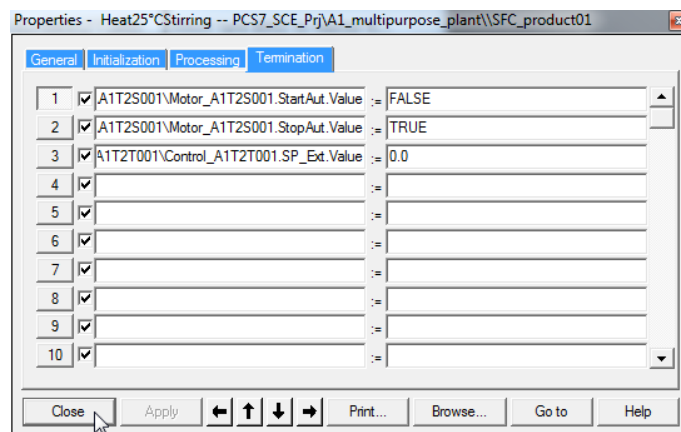 Properties - Heat25°CStirring -- PCS7_SCE_Prj\A1_multipurpose_plant\\SFC_product01
General Initialization Processing Termination
1 .A1T2S001\Motor_A1T2S001.StartAut.Value := FALSE
2 .A1T2S001\Motor_A1T2S001.StopAut.Value := TRUE
3 A1T2T001\Control_A1T2T001.SP_Ext.Value := 0.0
4 :=
5 :=
6 :=
7 :=
8 :=
9 :=
10 :=
Close Apply Print... Browse... Go to Help